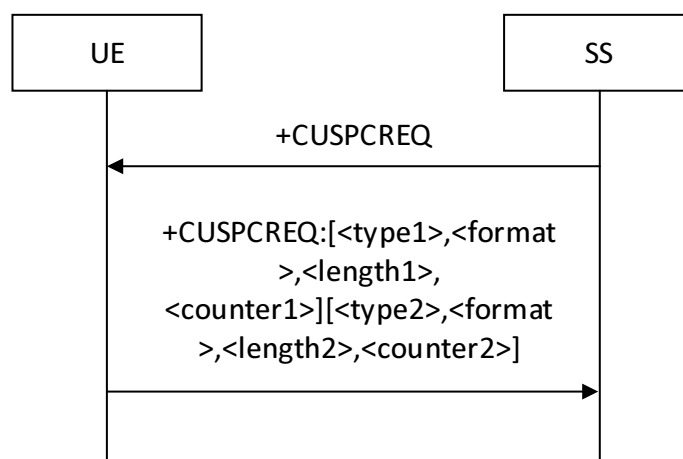 UE
SS
+CUSPCREQ
+CUSPCREQ:[<type1>,<format
>,<length1>,
<counter1>][<type2>,<format
>,<length2>,<counter2>]